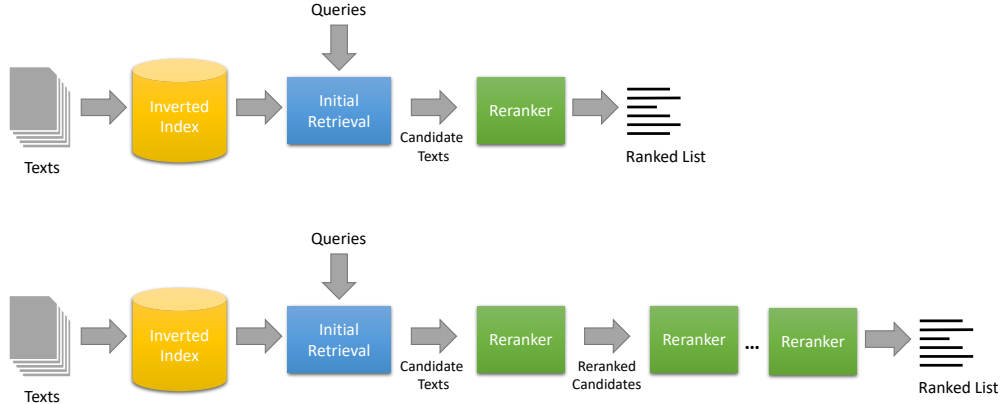 Queries
Inverted
Index
Initial
Retrieval
Reranker
Candidate
Texts
Ranked List
Texts
Queries
Inverted
Index
Initial
Retrieval
Reranker
Reranker
...
Reranker
Candidate
Texts
Reranked
Candidates
Ranked List
Texts